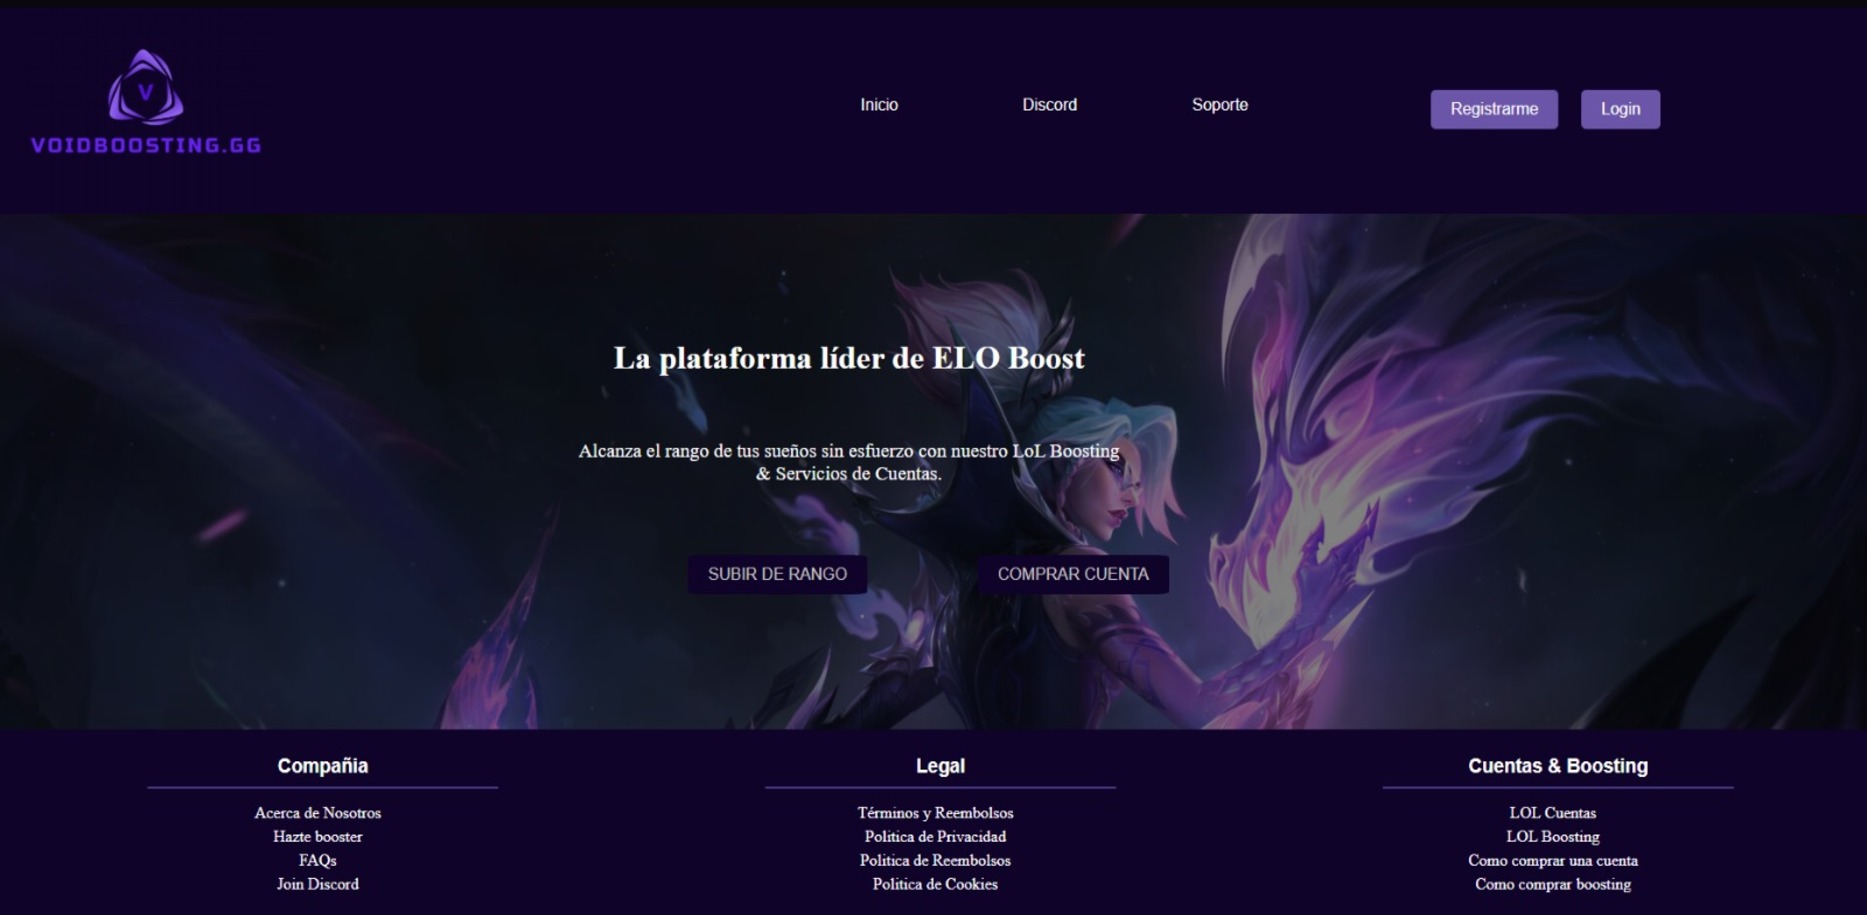 V
VOIDBOOSTING.GG
Inicio
Discord
Soporte
Registrarme
Login
La plataforma líder de ELO Boost
Alcanza el rango de tus sueños sin esfuerzo con nuestro LoL Boosting
& Servicios de Cuentas.
SUBIR DE RANGO
COMPRAR CUENTA
Compañia
Acerca de Nosotros
Hazte booster
FAQs
Join Discord
Legal
Términos y Reembolsos
Politica de Privacidad
Politica de Reembolsos
Politica de Cookies
Cuentas & Boosting
LOL Cuentas
LOL Boosting
Como comprar una cuenta
Como comprar boosting